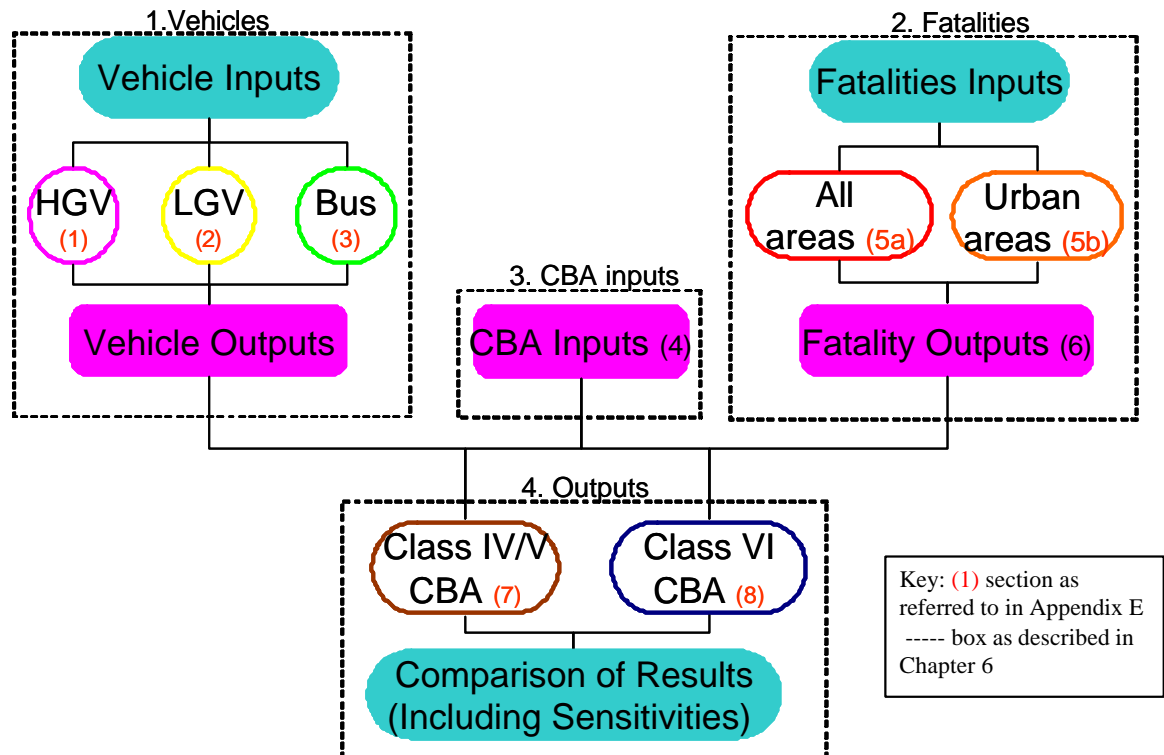 1.Vehicles
Vehicle Inputs
HGV
(1)
LGV
(2)
Bus
(3)
Vehicle Outputs
2. Fatalities
Fatalities Inputs
All
areas (5a)
Urban
areas (5b)
Fatality Outputs (6)
3. CBA inputs
CBA Inputs (4)
4. Outputs
Class IV/V
CBA (7)
Class VI
CBA (8)
Comparison of Results
(Including Sensitivities)
Key: (1) section as
referred to in Appendix E
----- box as described in
Chapter 6